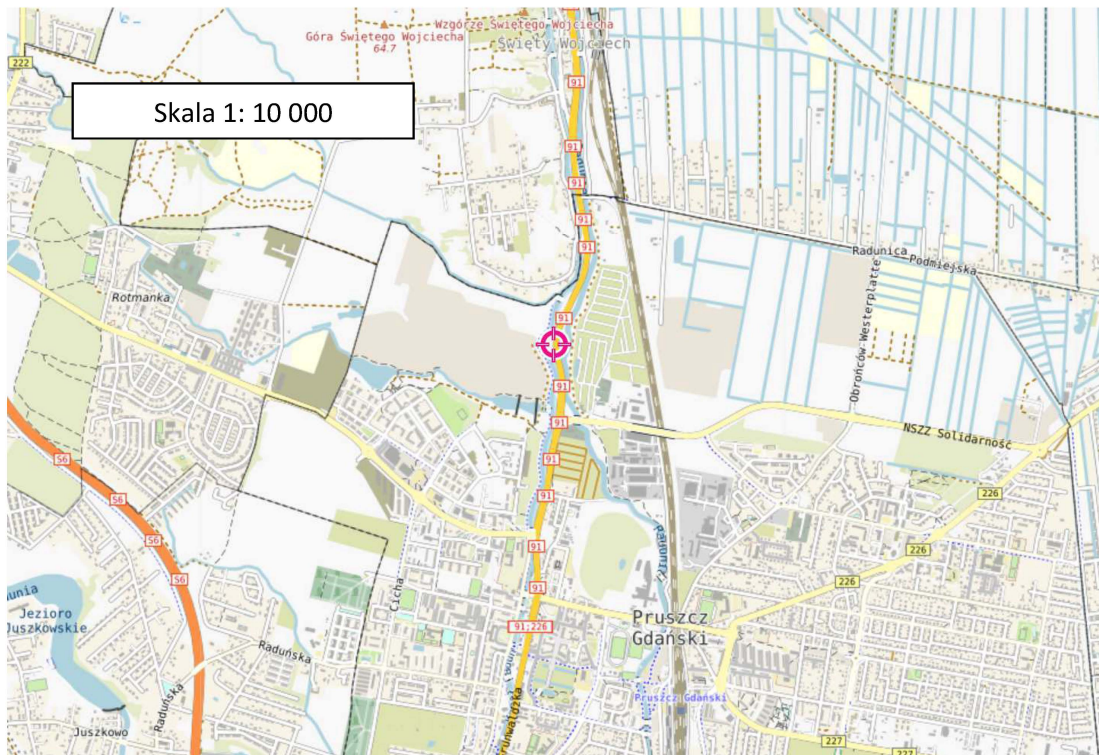 Wzgórze Świętego Wojciecha
Góra Świętego Wojciecha
64.7
Święty Wojciech
222
91
Skala 1: 10 000
91
91
91
91
Radunica
Podmiejska
Rotmanka
Obrońców Westerplatte
91
91
91
NSZZ Solidarność
S6
91
226
91
S6
226
91
S6
226
91
Cicha
Jezioro
Juszkowskie
Pruszcz
Gdański
91;226
Raduńska
Raduńska
Pruszcz Gdański
Juszkowo
227
227